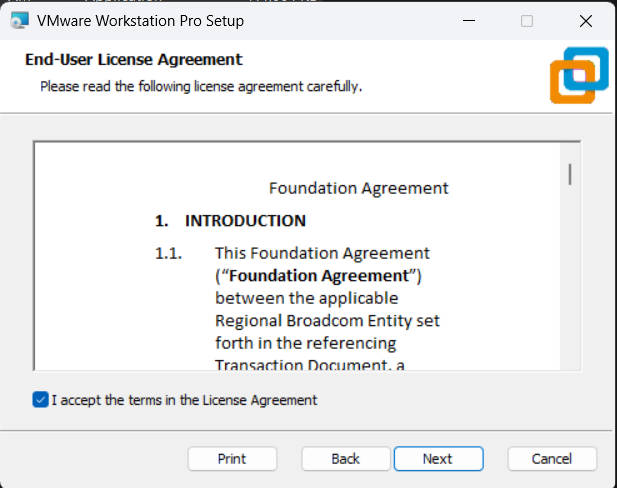 VMware Workstation Pro Setup
End-User License Agreement
Please read the following license agreement carefully.
Foundation Agreement
1. INTRODUCTION
1.1. This Foundation Agreement
(“Foundation Agreement”)
between the applicable
Regional Broadcom Entity set
forth in the referencing
Transaction Document, a
I accept the terms in the License Agreement
Print
Back
Next
Cancel